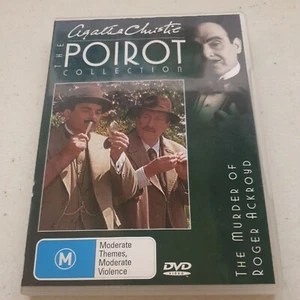 Agatha Christie
THE
POIROT
COLLECTION
THE MURDER OF
ROGER ACKROYD
M
Moderate
Themes,
Moderate
Violence
DVD
VIDEO